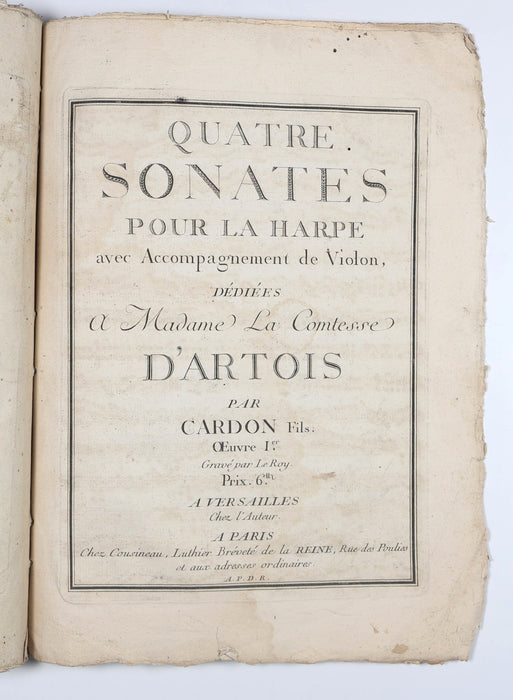 QUATRE
SONATES
POUR LA HARPE
avec Accompagnement de Violon,
DÉDIÉES
A Madame La Comtesse
D'ARTOIS
PAR
CARDON Fils.
Œuvre I.er
Gravé par Le Roy.
Prix. 6.tt
A VERSAILLES
Chez l'Auteur.
A PARIS
Chez Cousineau, Luthier Bréveté de la REINE, Rue des Poulies
et aux adresses ordinaires
A. P. D. R.